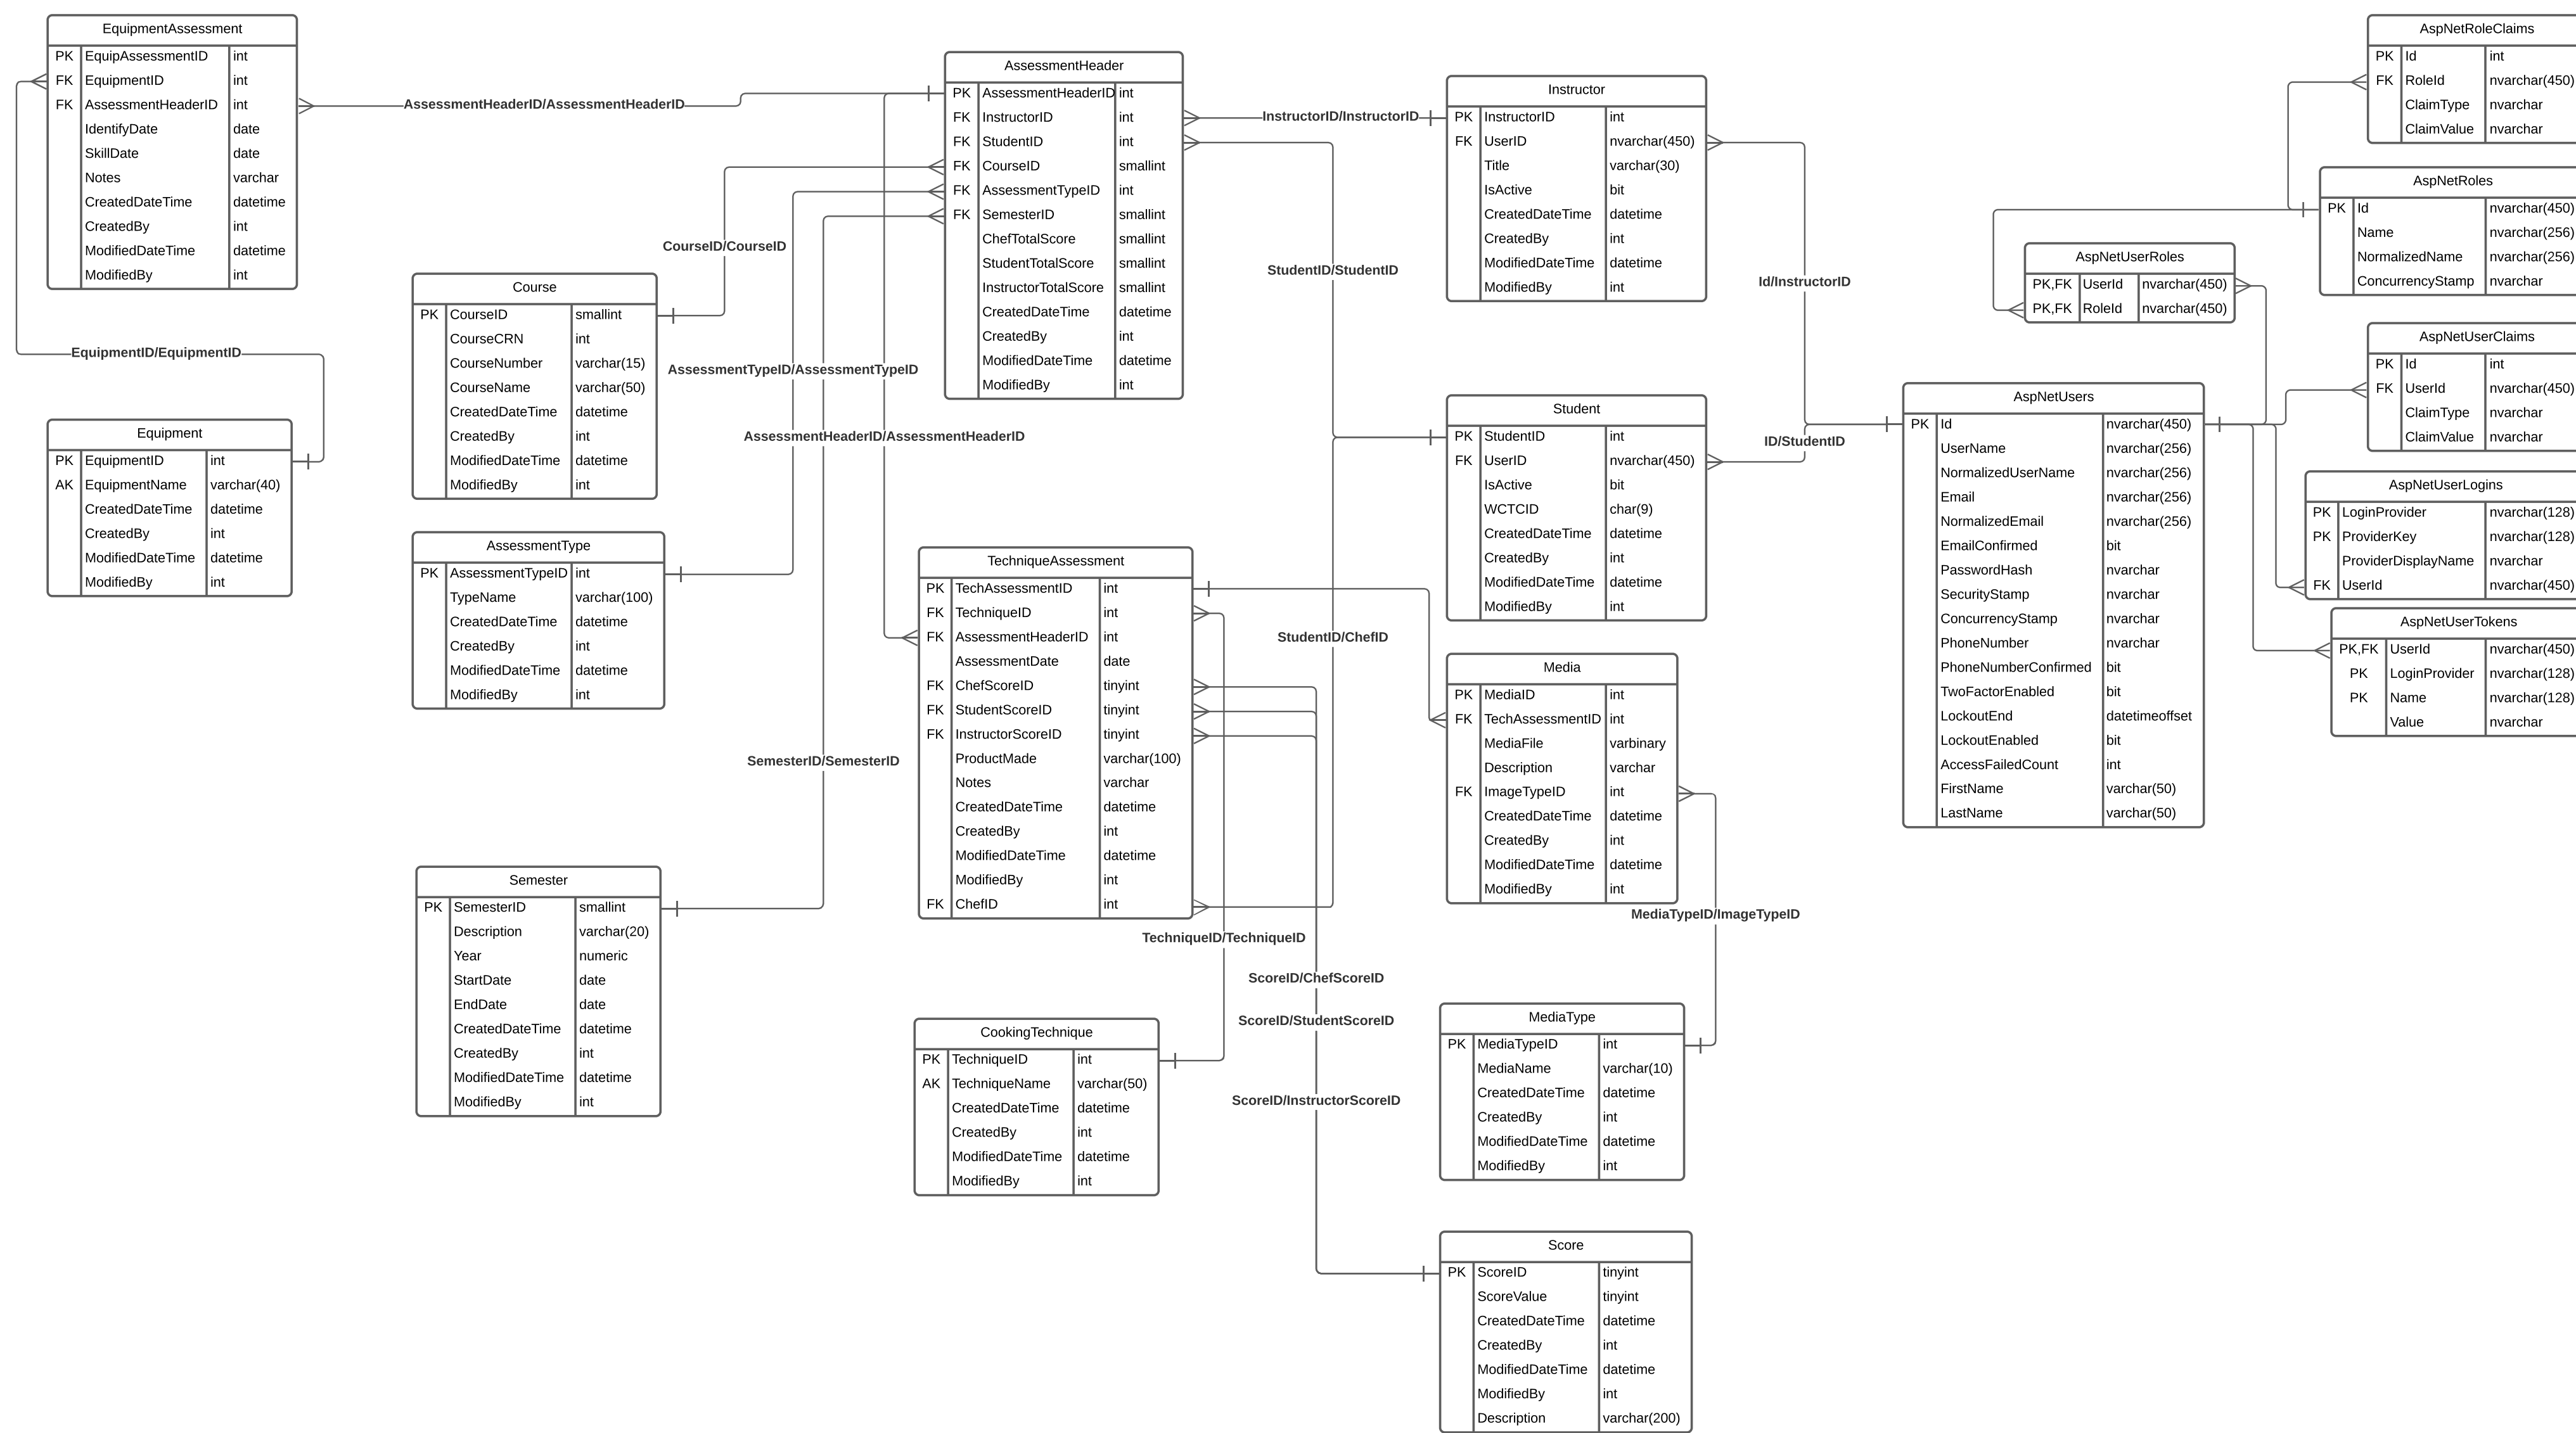 EquipmentAssessment
PK EquipAssessmentID int
FK EquipmentID int
FK AssessmentHeaderID int
IdentifyDate date
SkillDate date
Notes varchar
CreatedDateTime datetime
CreatedBy int
ModifiedDateTime datetime
ModifiedBy int
EquipmentID/EquipmentID
Equipment
PK EquipmentID int
AK EquipmentName varchar(40)
CreatedDateTime datetime
CreatedBy int
ModifiedDateTime datetime
ModifiedBy int
AssessmentHeaderID/AssessmentHeaderID
CourseID/CourseID
Course
PK CourseID smallint
CourseCRN int
CourseNumber varchar(15)
CourseName varchar(50)
CreatedDateTime datetime
CreatedBy int
ModifiedDateTime datetime
ModifiedBy int
AssessmentTypeID/AssessmentTypeID
AssessmentHeaderID/AssessmentHeaderID
AssessmentType
PK AssessmentTypeID int
TypeName varchar(100)
CreatedDateTime datetime
CreatedBy int
ModifiedDateTime datetime
ModifiedBy int
SemesterID/SemesterID
Semester
PK SemesterID smallint
Description varchar(20)
Year numeric
StartDate date
EndDate date
CreatedDateTime datetime
CreatedBy int
ModifiedDateTime datetime
ModifiedBy int
AssessmentHeader
PK AssessmentHeaderID int
FK InstructorID int
FK StudentID int
FK CourseID smallint
FK AssessmentTypeID int
FK SemesterID smallint
ChefTotalScore smallint
StudentTotalScore smallint
InstructorTotalScore smallint
CreatedDateTime datetime
CreatedBy int
ModifiedDateTime datetime
ModifiedBy int
TechniqueAssessment
PK TechAssessmentID int
FK TechniqueID int
FK AssessmentHeaderID int
AssessmentDate date
FK ChefScoreID tinyint
FK StudentScoreID tinyint
FK InstructorScoreID tinyint
ProductMade varchar(100)
Notes varchar
CreatedDateTime datetime
CreatedBy int
ModifiedDateTime datetime
ModifiedBy int
FK ChefID int
TechniqueID/TechniqueID
CookingTechnique
PK TechniqueID int
AK TechniqueName varchar(50)
CreatedDateTime datetime
CreatedBy int
ModifiedDateTime datetime
ModifiedBy int
InstructorID/InstructorID
StudentID/StudentID
StudentID/ChefID
ScoreID/ChefScoreID
ScoreID/StudentScoreID
ScoreID/InstructorScoreID
Instructor
PK InstructorID int
FK UserID nvarchar(450)
Title varchar(30)
IsActive bit
CreatedDateTime datetime
CreatedBy int
ModifiedDateTime datetime
ModifiedBy int
Student
PK StudentID int
FK UserID nvarchar(450)
IsActive bit
WCTCID char(9)
CreatedDateTime datetime
CreatedBy int
ModifiedDateTime datetime
ModifiedBy int
Media
PK MediaID int
FK TechAssessmentID int
MediaFile varbinary
Description varchar
FK ImageTypeID int
CreatedDateTime datetime
CreatedBy int
ModifiedDateTime datetime
ModifiedBy int
MediaTypeID/ImageTypeID
MediaType
PK MediaTypeID int
MediaName varchar(10)
CreatedDateTime datetime
CreatedBy int
ModifiedDateTime datetime
ModifiedBy int
Score
PK ScoreID tinyint
ScoreValue tinyint
CreatedDateTime datetime
CreatedBy int
ModifiedDateTime datetime
ModifiedBy int
Description varchar(200)
Id/InstructorID
ID/StudentID
AspNetUsers
PK Id nvarchar(450)
UserName nvarchar(256)
NormalizedUserName nvarchar(256)
Email nvarchar(256)
NormalizedEmail nvarchar(256)
EmailConfirmed bit
PasswordHash nvarchar
SecurityStamp nvarchar
ConcurrencyStamp nvarchar
PhoneNumber nvarchar
PhoneNumberConfirmed bit
TwoFactorEnabled bit
LockoutEnd datetimeoffset
LockoutEnabled bit
AccessFailedCount int
FirstName varchar(50)
LastName varchar(50)
AspNetRoleClaims
PK Id int
FK RoleId nvarchar(450)
ClaimType nvarchar
ClaimValue nvarchar
AspNetRoles
PK Id nvarchar(450)
Name nvarchar(256)
NormalizedName nvarchar(256)
ConcurrencyStamp nvarchar
AspNetUserRoles
PK,FK UserId nvarchar(450)
PK,FK RoleId nvarchar(450)
AspNetUserClaims
PK Id int
FK UserId nvarchar(450)
ClaimType nvarchar
ClaimValue nvarchar
AspNetUserLogins
PK LoginProvider nvarchar(128)
PK ProviderKey nvarchar(128)
ProviderDisplayName nvarchar
FK UserId nvarchar(450)
AspNetUserTokens
PK,FK UserId nvarchar(450)
PK LoginProvider nvarchar(128)
PK Name nvarchar(128)
Value nvarchar